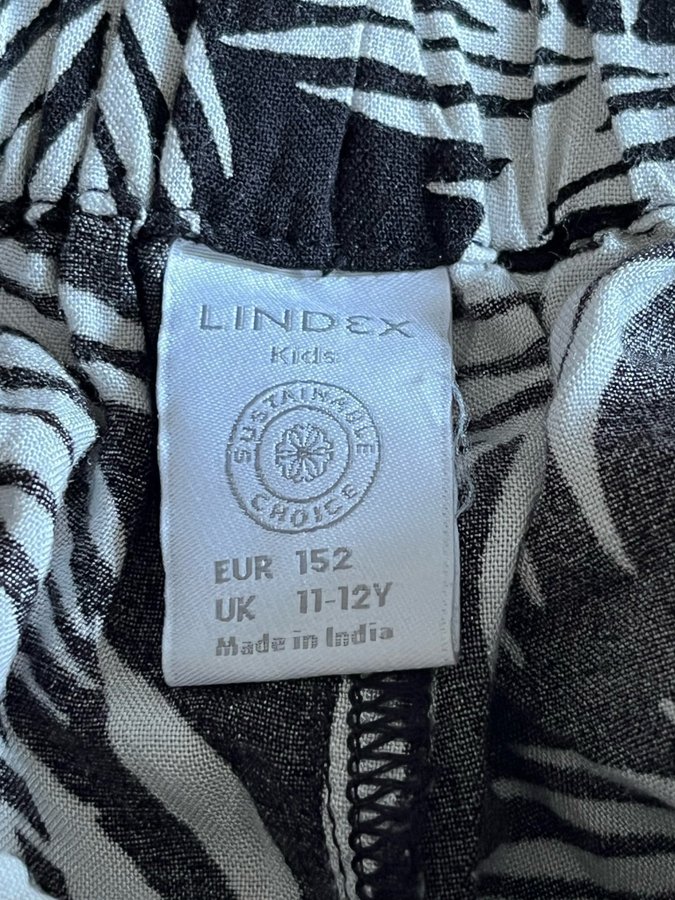 LINDEX
Kids
SUSTAINABLE
CHOICE
EUR 152
UK 11-12Y
Made in India